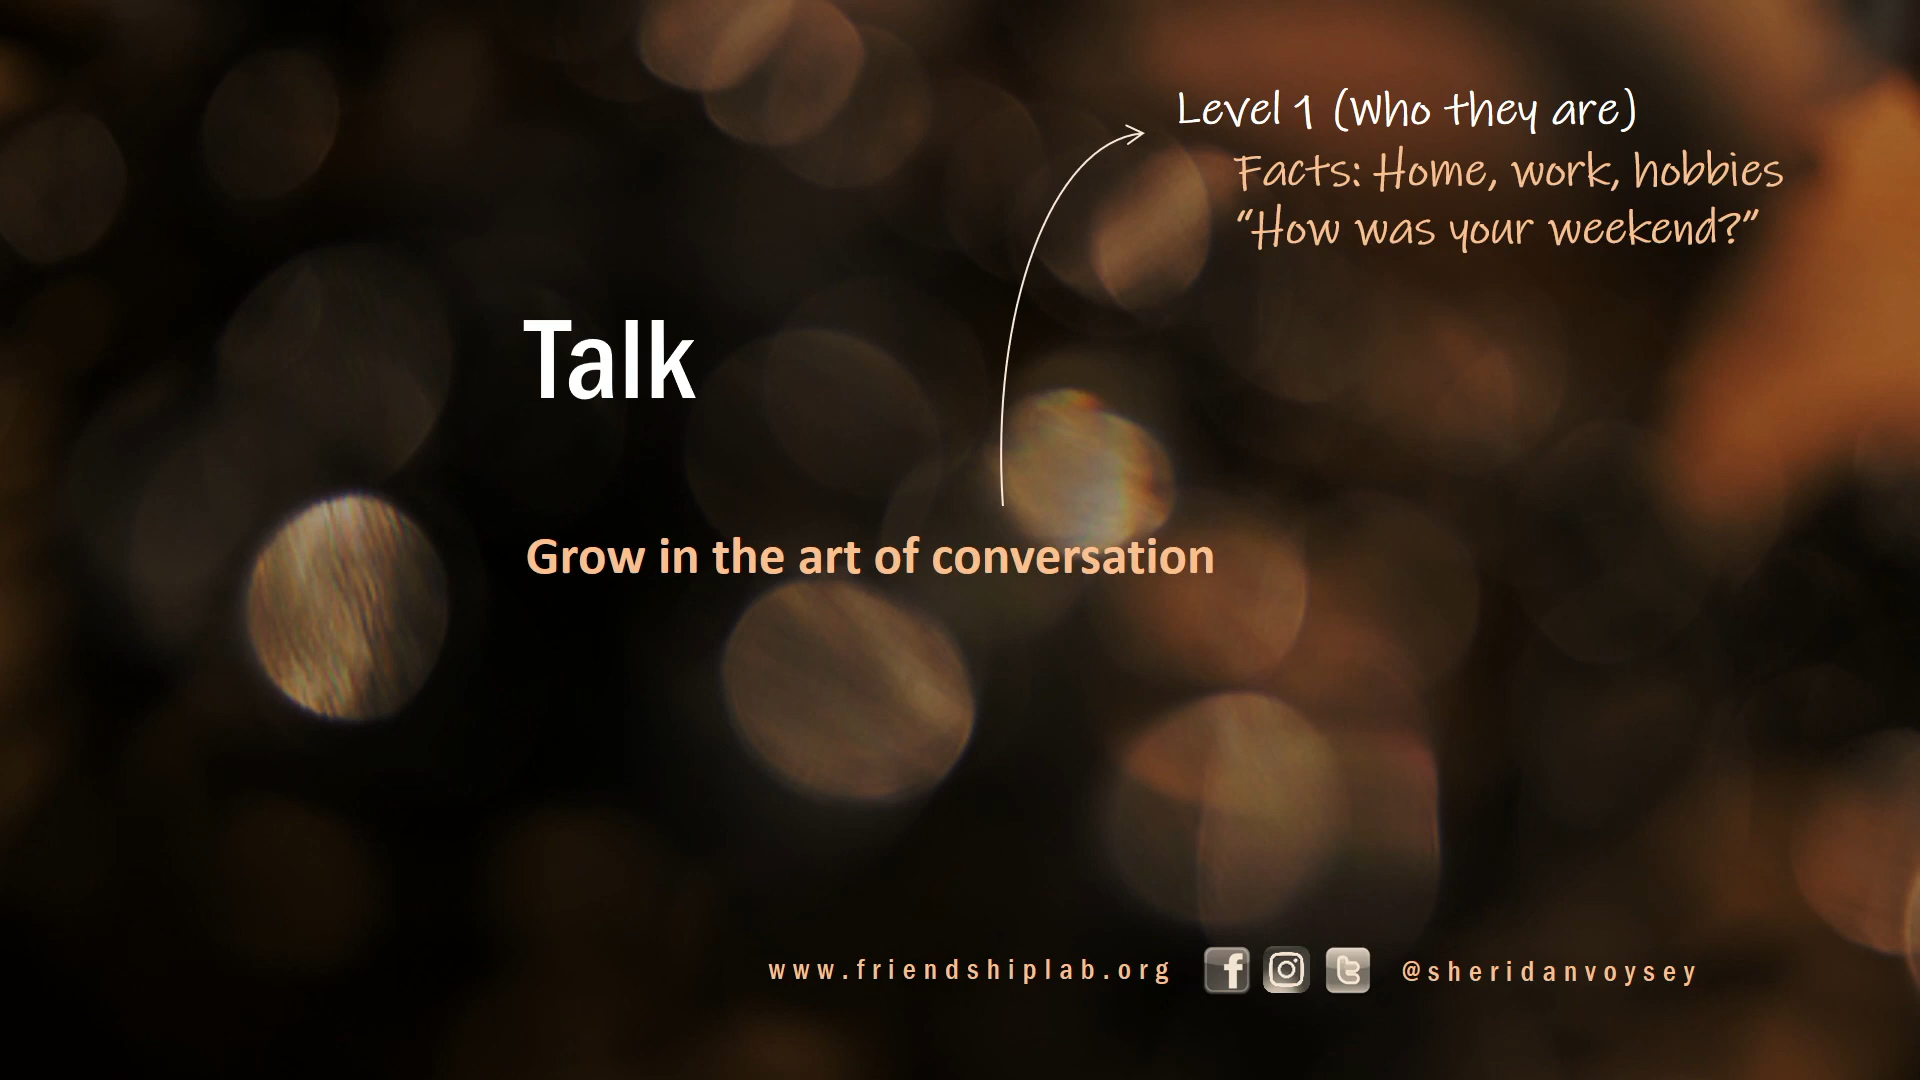 Level 1 (Who they are)
Facts: Home, work, hobbies
“How was your weekend?”
Talk
Grow in the art of conversation
www.friendshiplab.org
@sheridanvoysey